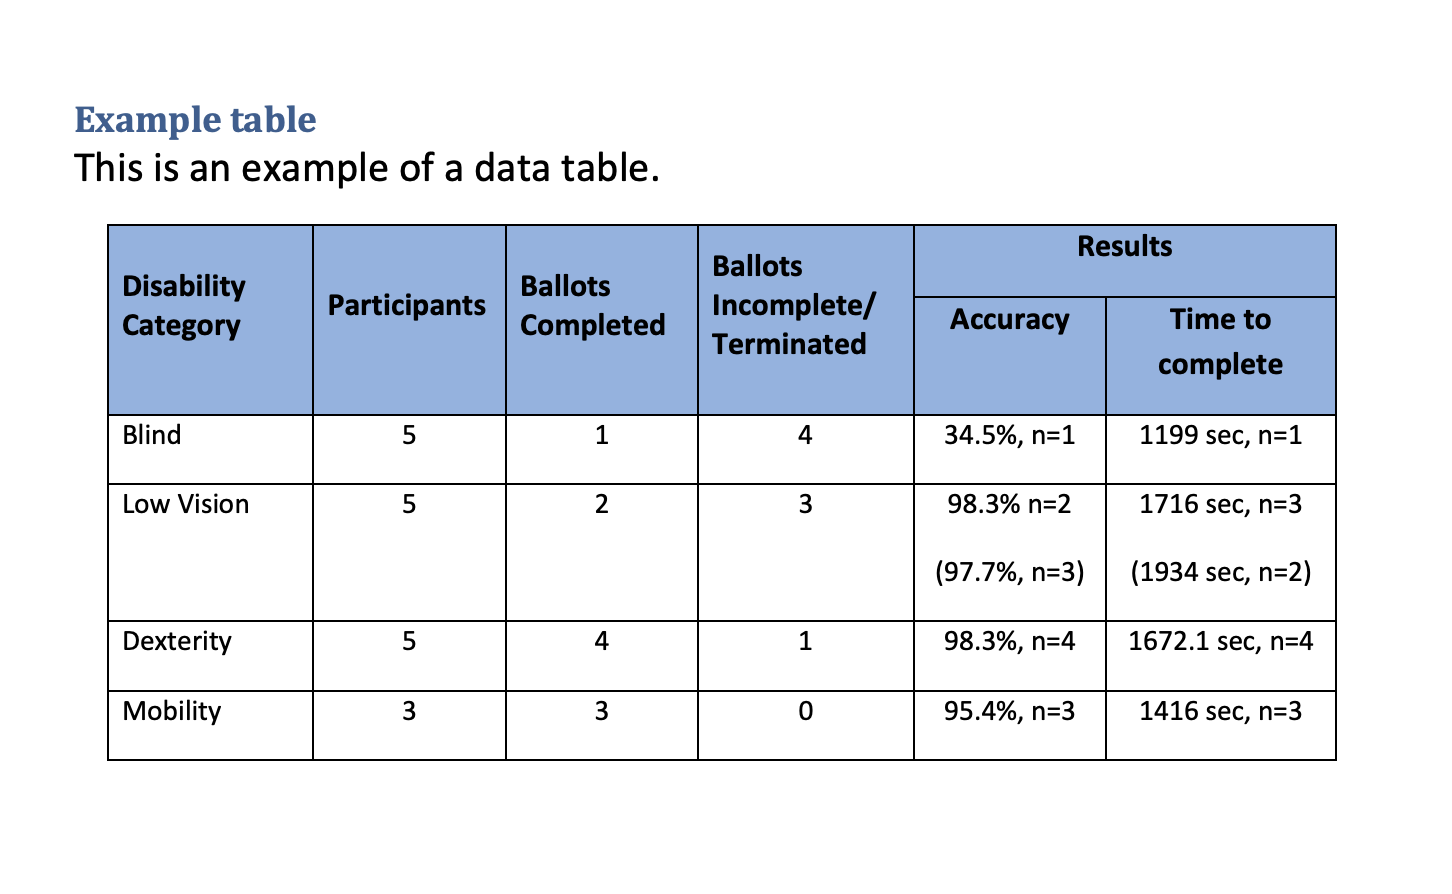 Example table
This is an example of a data table.
Results
Disability
Category
Participants
Ballots
Completed
Ballots
Incomplete/
Terminated
Accuracy
Time to
complete
Blind 5 1 4 34.5%, n=1 1199 sec, n=1
Low Vision 5 2 3 98.3% n=2 1716 sec, n=3
(97.7%, n=3) (1934 sec, n=2)
Dexterity 5 4 1 98.3%, n=4 1672.1 sec, n=4
Mobility 3 3 0 95.4%, n=3 1416 sec, n=3